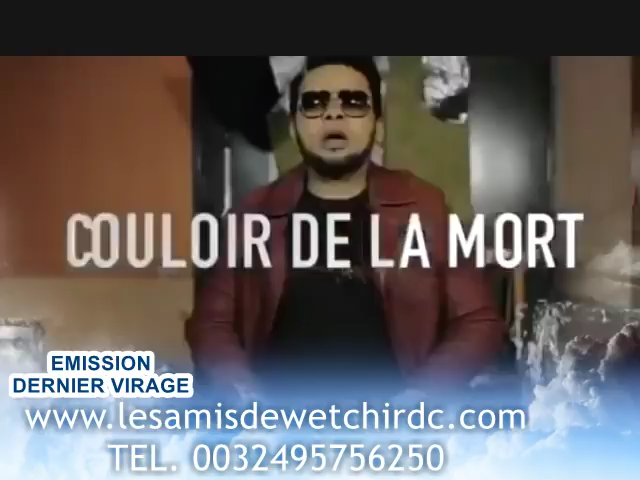 COULOIR DE LA MORT
EMISSION
DERNIER VIRAGE
www.lesamisdewetchirdc.com
TEL. 0032495756250